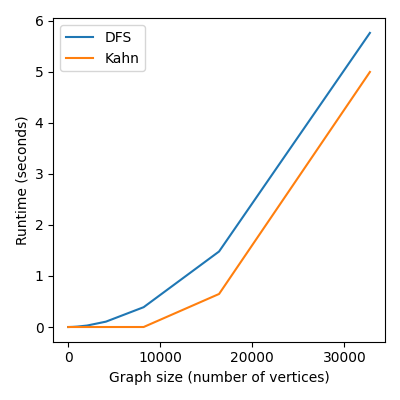 DFS
Kahn
6
5
4
3
2
1
0
Runtime (seconds)
0 10000 20000 30000
Graph size (number of vertices)